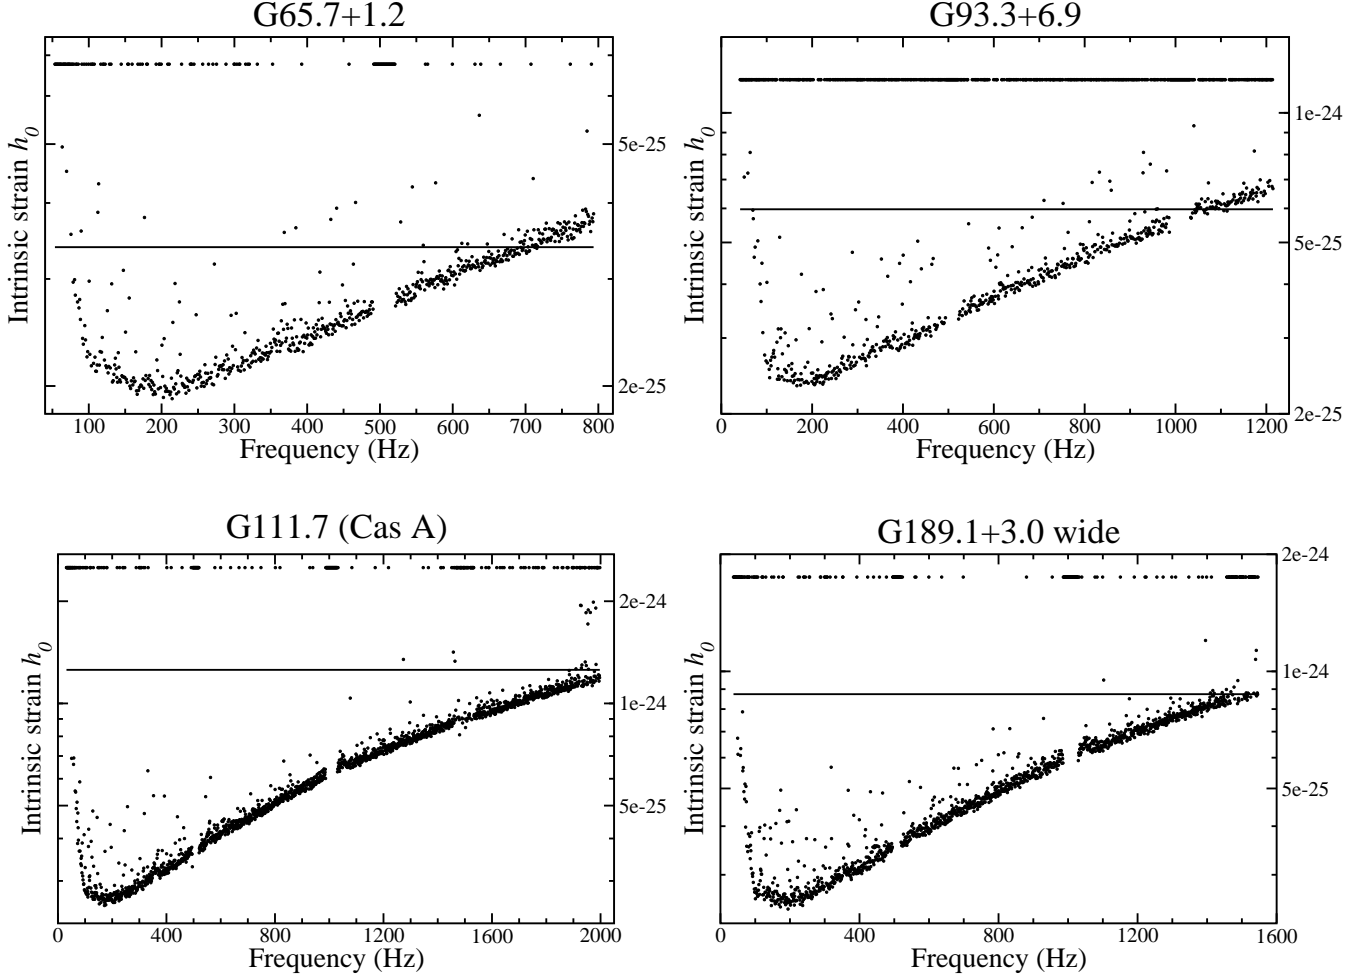 G65.7+1.2
Intrinsic strain h0
5e-25
2e-25
100 200 300 400 500 600 700 800
Frequency (Hz)
G93.3+6.9
Intrinsic strain h0
1e-24
5e-25
2e-25
0 200 400 600 800 1000 1200
Frequency (Hz)
G111.7 (Cas A)
Intrinsic strain h0
2e-24
1e-24
5e-25
0 400 800 1200 1600 2000
Frequency (Hz)
G189.1+3.0 wide
Intrinsic strain h0
2e-24
1e-24
5e-25
0 400 800 1200 1600
Frequency (Hz)